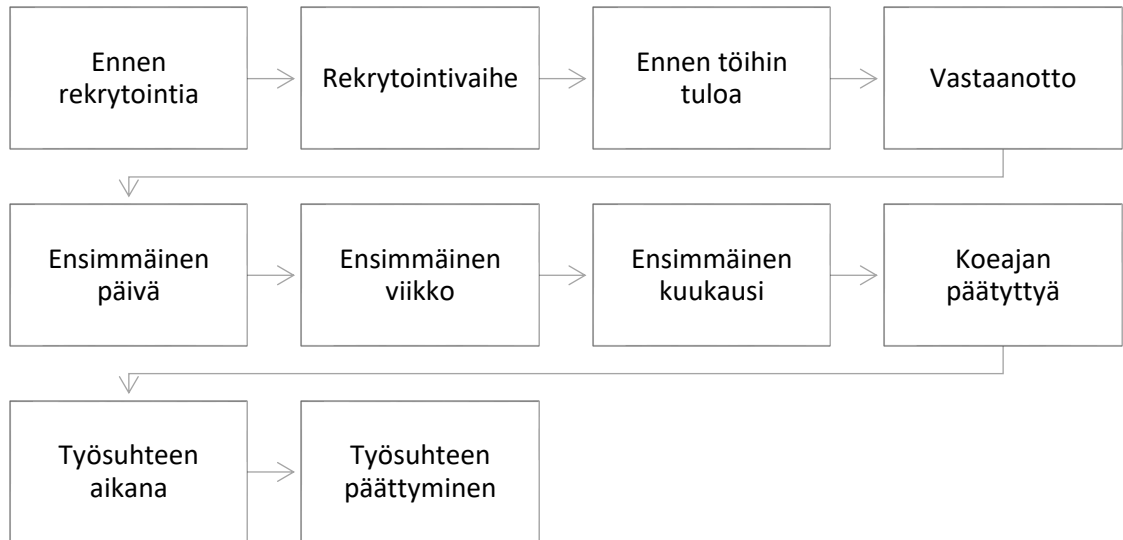 Ennen
rekrytointia
Rekrytointivaihe
Ennen töihin
tuloa
Vastaanotto
Ensimmäinen
päivä
Ensimmäinen
viikko
Ensimmäinen
kuukausi
Koeajan
päätyttyä
Työsuhteen
aikana
Työsuhteen
päättyminen